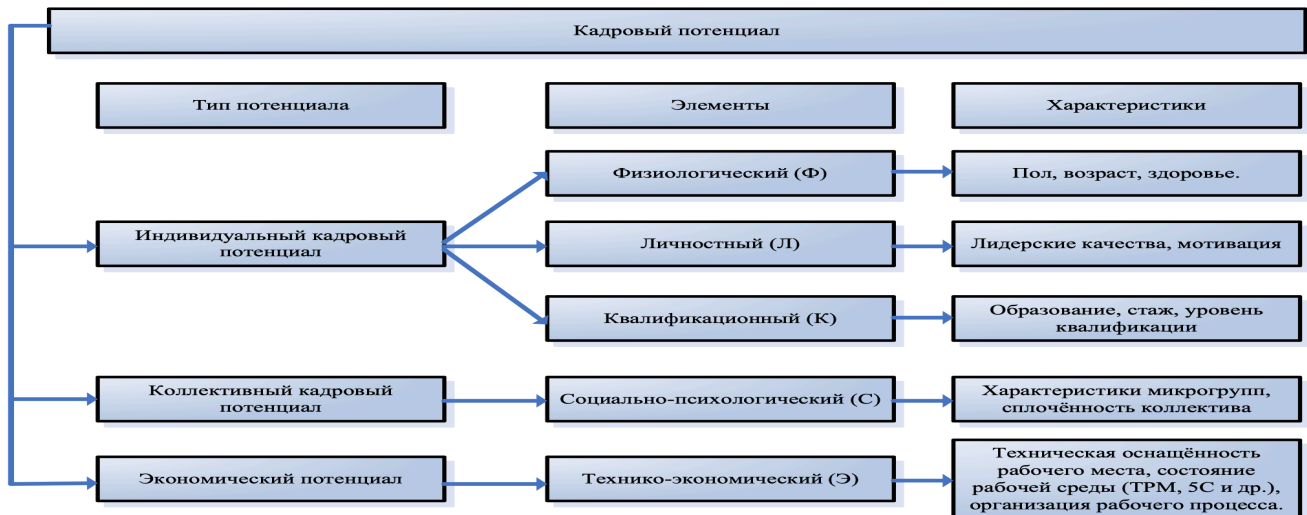 Кадровый потенциал
Тип потенциала
Элементы
Характеристики
Физиологический (Ф)
Пол, возраст, здоровье.
Индивидуальный кадровый
потенциал
Личностный (Л)
Лидерские качества, мотивация
Квалификационный (К)
Образование, стаж, уровень
квалификации
Коллективный кадровый
потенциал
Социально-психологический (С)
Характеристики микрогрупп,
сплочённость коллектива
Экономический потенциал
Технико-экономический (Э)
Техническая оснащённость
рабочего места, состояние
рабочей среды (ТРМ, 5С и др.),
организация рабочего процесса.